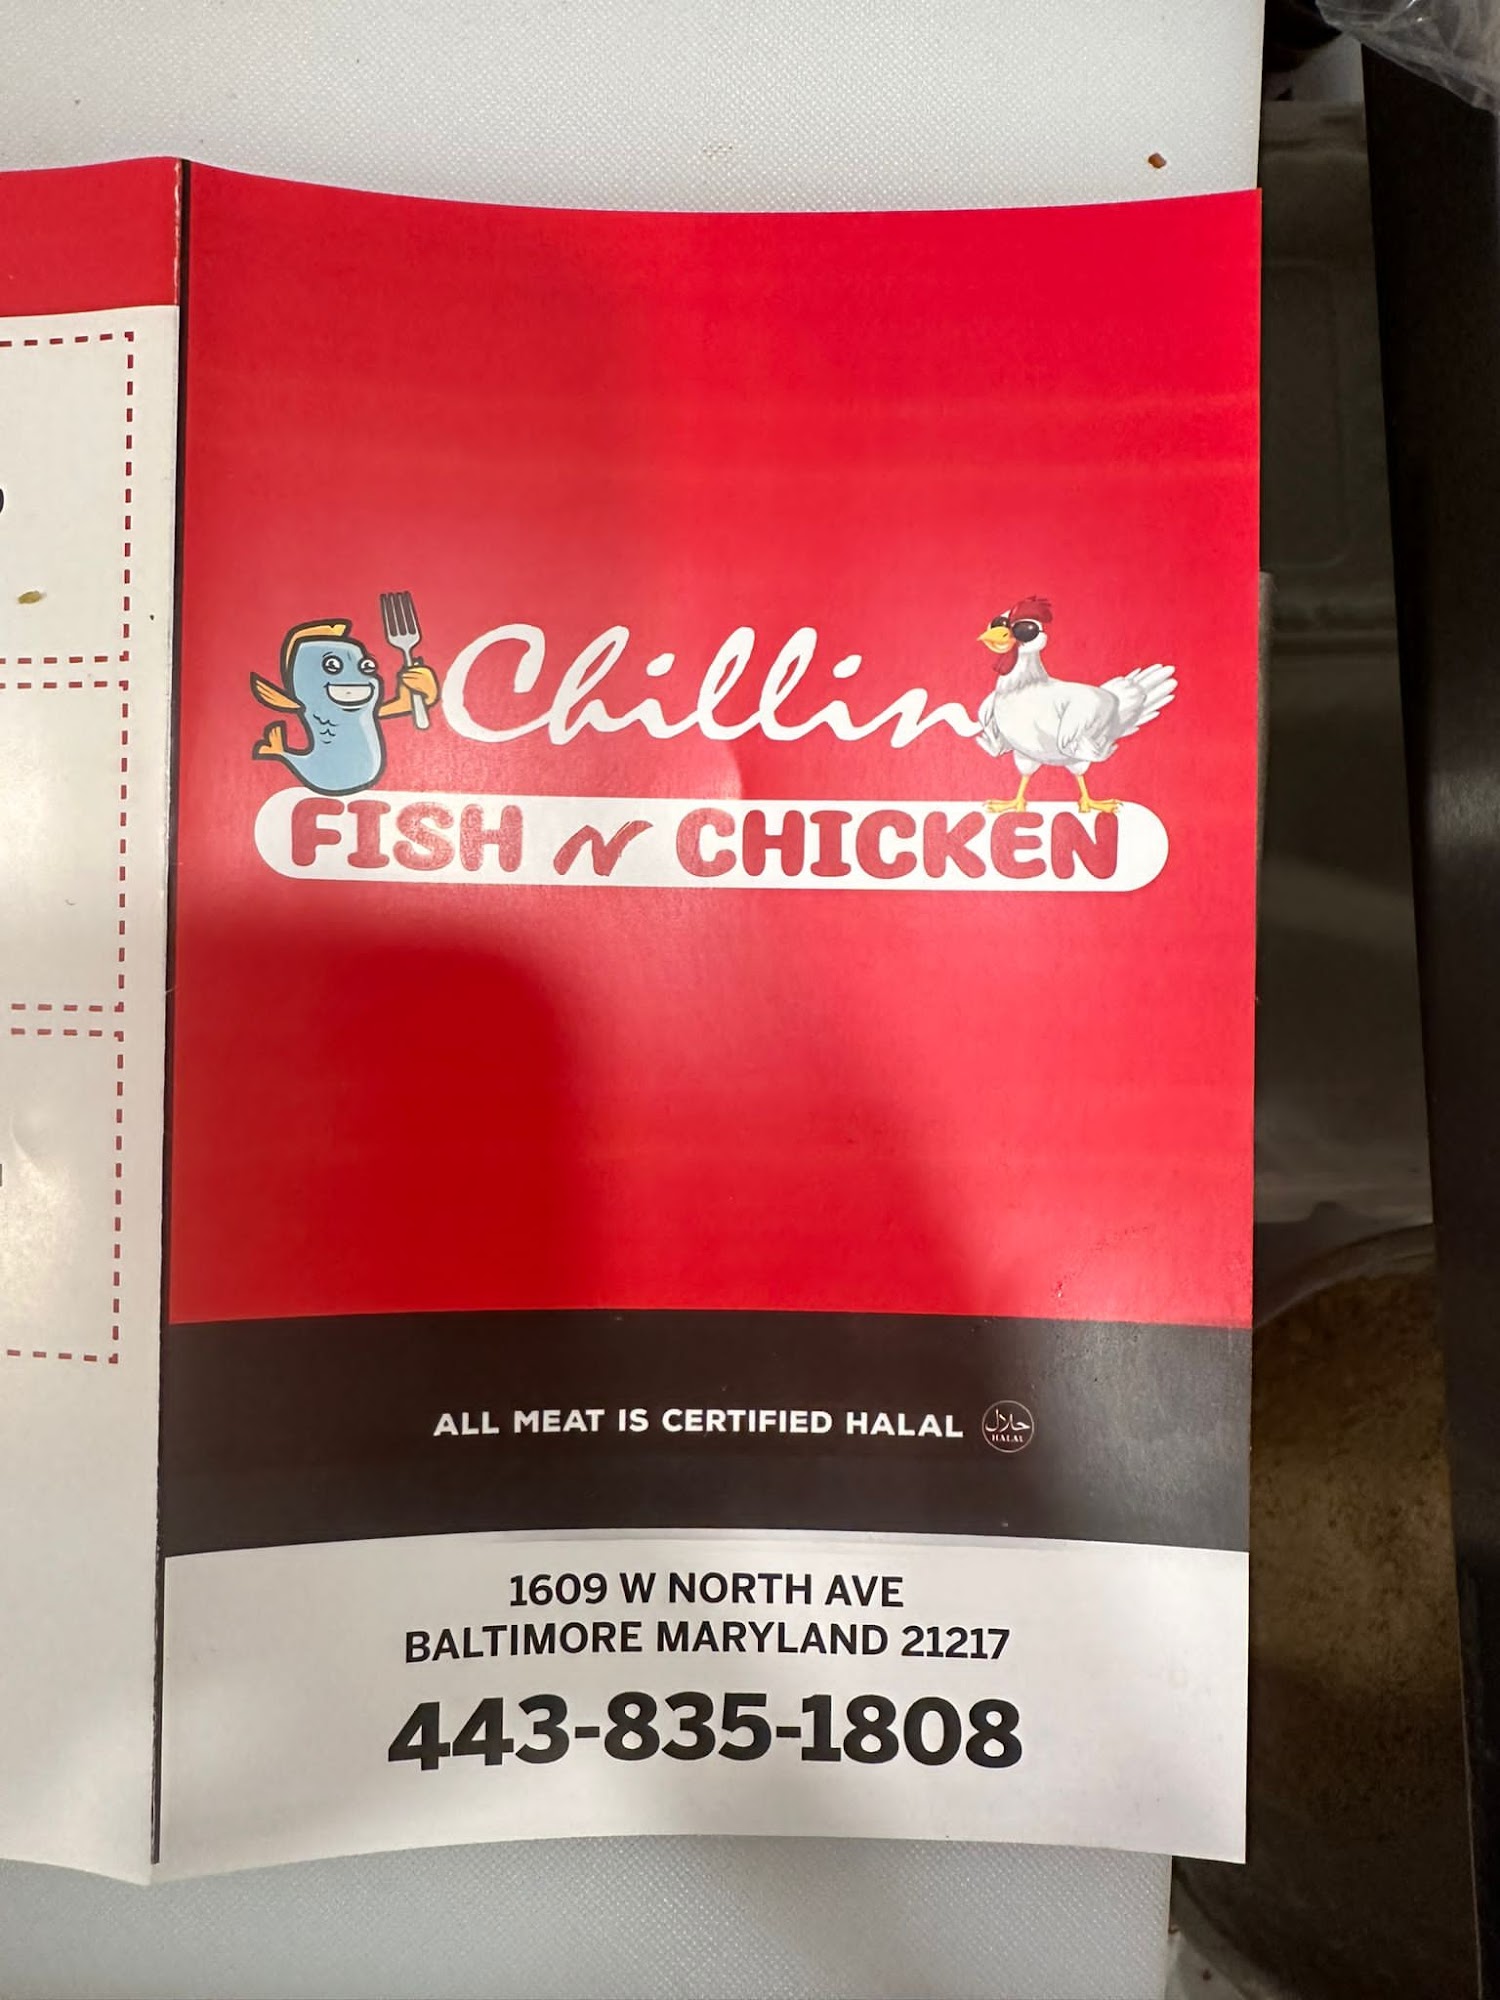 Chillin
FISH N CHICKEN
ALL MEAT IS CERTIFIED HALAL
حلال
HALAL
1609 W NORTH AVE
BALTIMORE MARYLAND 21217
443-835-1808